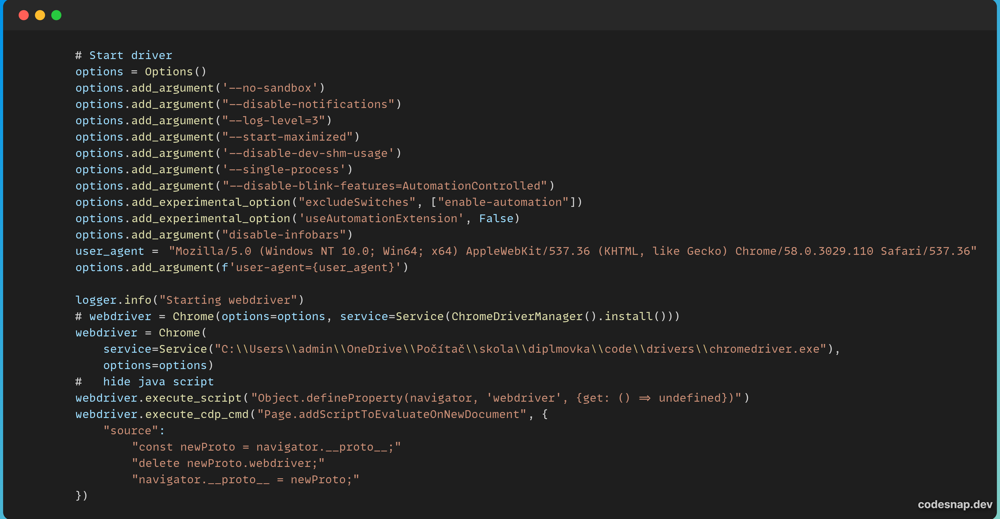 # Start driver
options = Options()
options.add_argument('--no-sandbox')
options.add_argument("--disable-notifications")
options.add_argument("--log-level=3")
options.add_argument("--start-maximized")
options.add_argument('--disable-dev-shm-usage')
options.add_argument('--single-process')
options.add_argument("--disable-blink-features=AutomationControlled")
options.add_experimental_option("excludeSwitches", ["enable-automation"])
options.add_experimental_option('useAutomationExtension', False)
options.add_argument("disable-infobars")
user_agent = "Mozilla/5.0 (Windows NT 10.0; Win64; x64) AppleWebKit/537.36 (KHTML, like Gecko) Chrome/58.0.3029.110 Safari/537.36"
options.add_argument(f'user-agent={user_agent}')

logger.info("Starting webdriver")
# webdriver = Chrome(options=options, service=Service(ChromeDriverManager().install()))
webdriver = Chrome(
    service=Service("C:\\Users\\admin\\OneDrive\\Počítač\\skola\\diplmovka\\code\\drivers\\chromedriver.exe"),
    options=options)
#   hide java script
webdriver.execute_script("Object.defineProperty(navigator, 'webdriver', {get: () => undefined})")
webdriver.execute_cdp_cmd("Page.addScriptToEvaluateOnNewDocument", {
    "source":
        "const newProto = navigator.__proto__;"
        "delete newProto.webdriver;"
        "navigator.__proto__ = newProto;"
})
codesnap.dev